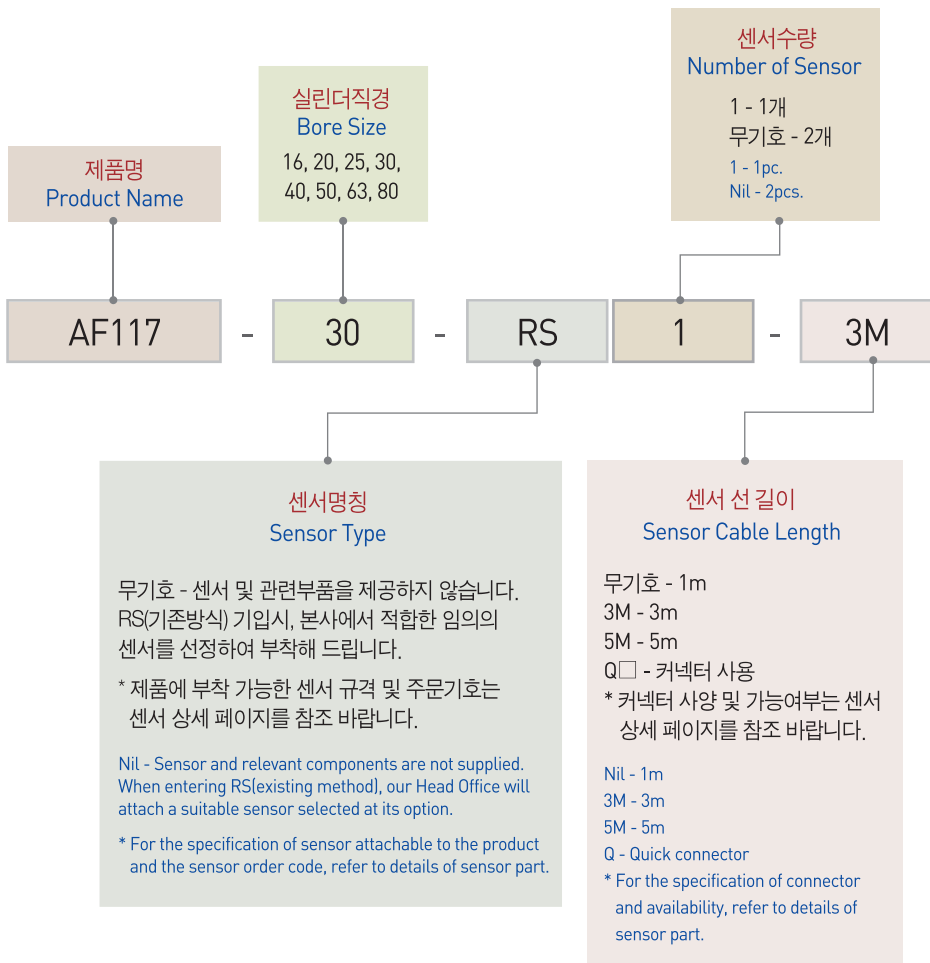 센서수량
Number of Sensor
1 - 1개
무기호 - 2개
1 - 1pc.
Nil - 2pcs.
실린더직경
Bore Size
16, 20, 25, 30,
40, 50, 63, 80
제품명
Product Name
AF117 - 30 - RS 1 - 3M
센서명칭
Sensor Type
무기호 - 센서 및 관련부품을 제공하지 않습니다.
RS(기존방식) 기입시, 본사에서 적합한 임의의
센서를 선정하여 부착해 드립니다.
* 제품에 부착 가능한 센서 규격 및 주문기호는
센서 상세 페이지를 참조 바랍니다.
Nil - Sensor and relevant components are not supplied.
When entering RS(existing method), our Head Office will
attach a suitable sensor selected at its option.
* For the specification of sensor attachable to the product
and the sensor order code, refer to details of sensor part.
센서 선 길이
Sensor Cable Length
무기호 - 1m
3M - 3m
5M - 5m
Q□ - 커넥터 사용
* 커넥터 사양 및 가능여부는 센서
상세 페이지를 참조 바랍니다.
Nil - 1m
3M - 3m
5M - 5m
Q - Quick connector
* For the specification of connector
and availability, refer to details of
sensor part.